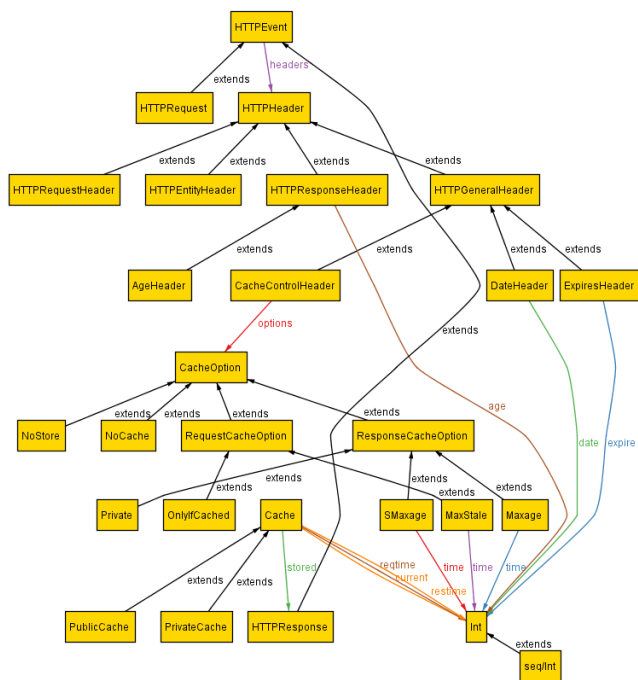 HTTPEvent
headers
extends
HTTPRequest
HTTPHeader
extends
extends
extends
extends
HTTPRequestHeader
HTTPEntityHeader
HTTPResponseHeader
HTTPGeneralHeader
extends
extends
extends
extends
AgeHeader
CacheControlHeader
DateHeader
ExpiresHeader
options
extends
CacheOption
age
extends
extends
extends
extends
NoStore
NoCache
RequestCacheOption
ResponseCacheOption
date
expire
extends
extends
extends
extends
extends
Private
OnlyIfCached
Cache
SMaxage
MaxStale
Maxage
extends
extends
stored
reqtime
current
restime
time
time
time
PublicCache
PrivateCache
HTTPResponse
Int
extends
seq/Int